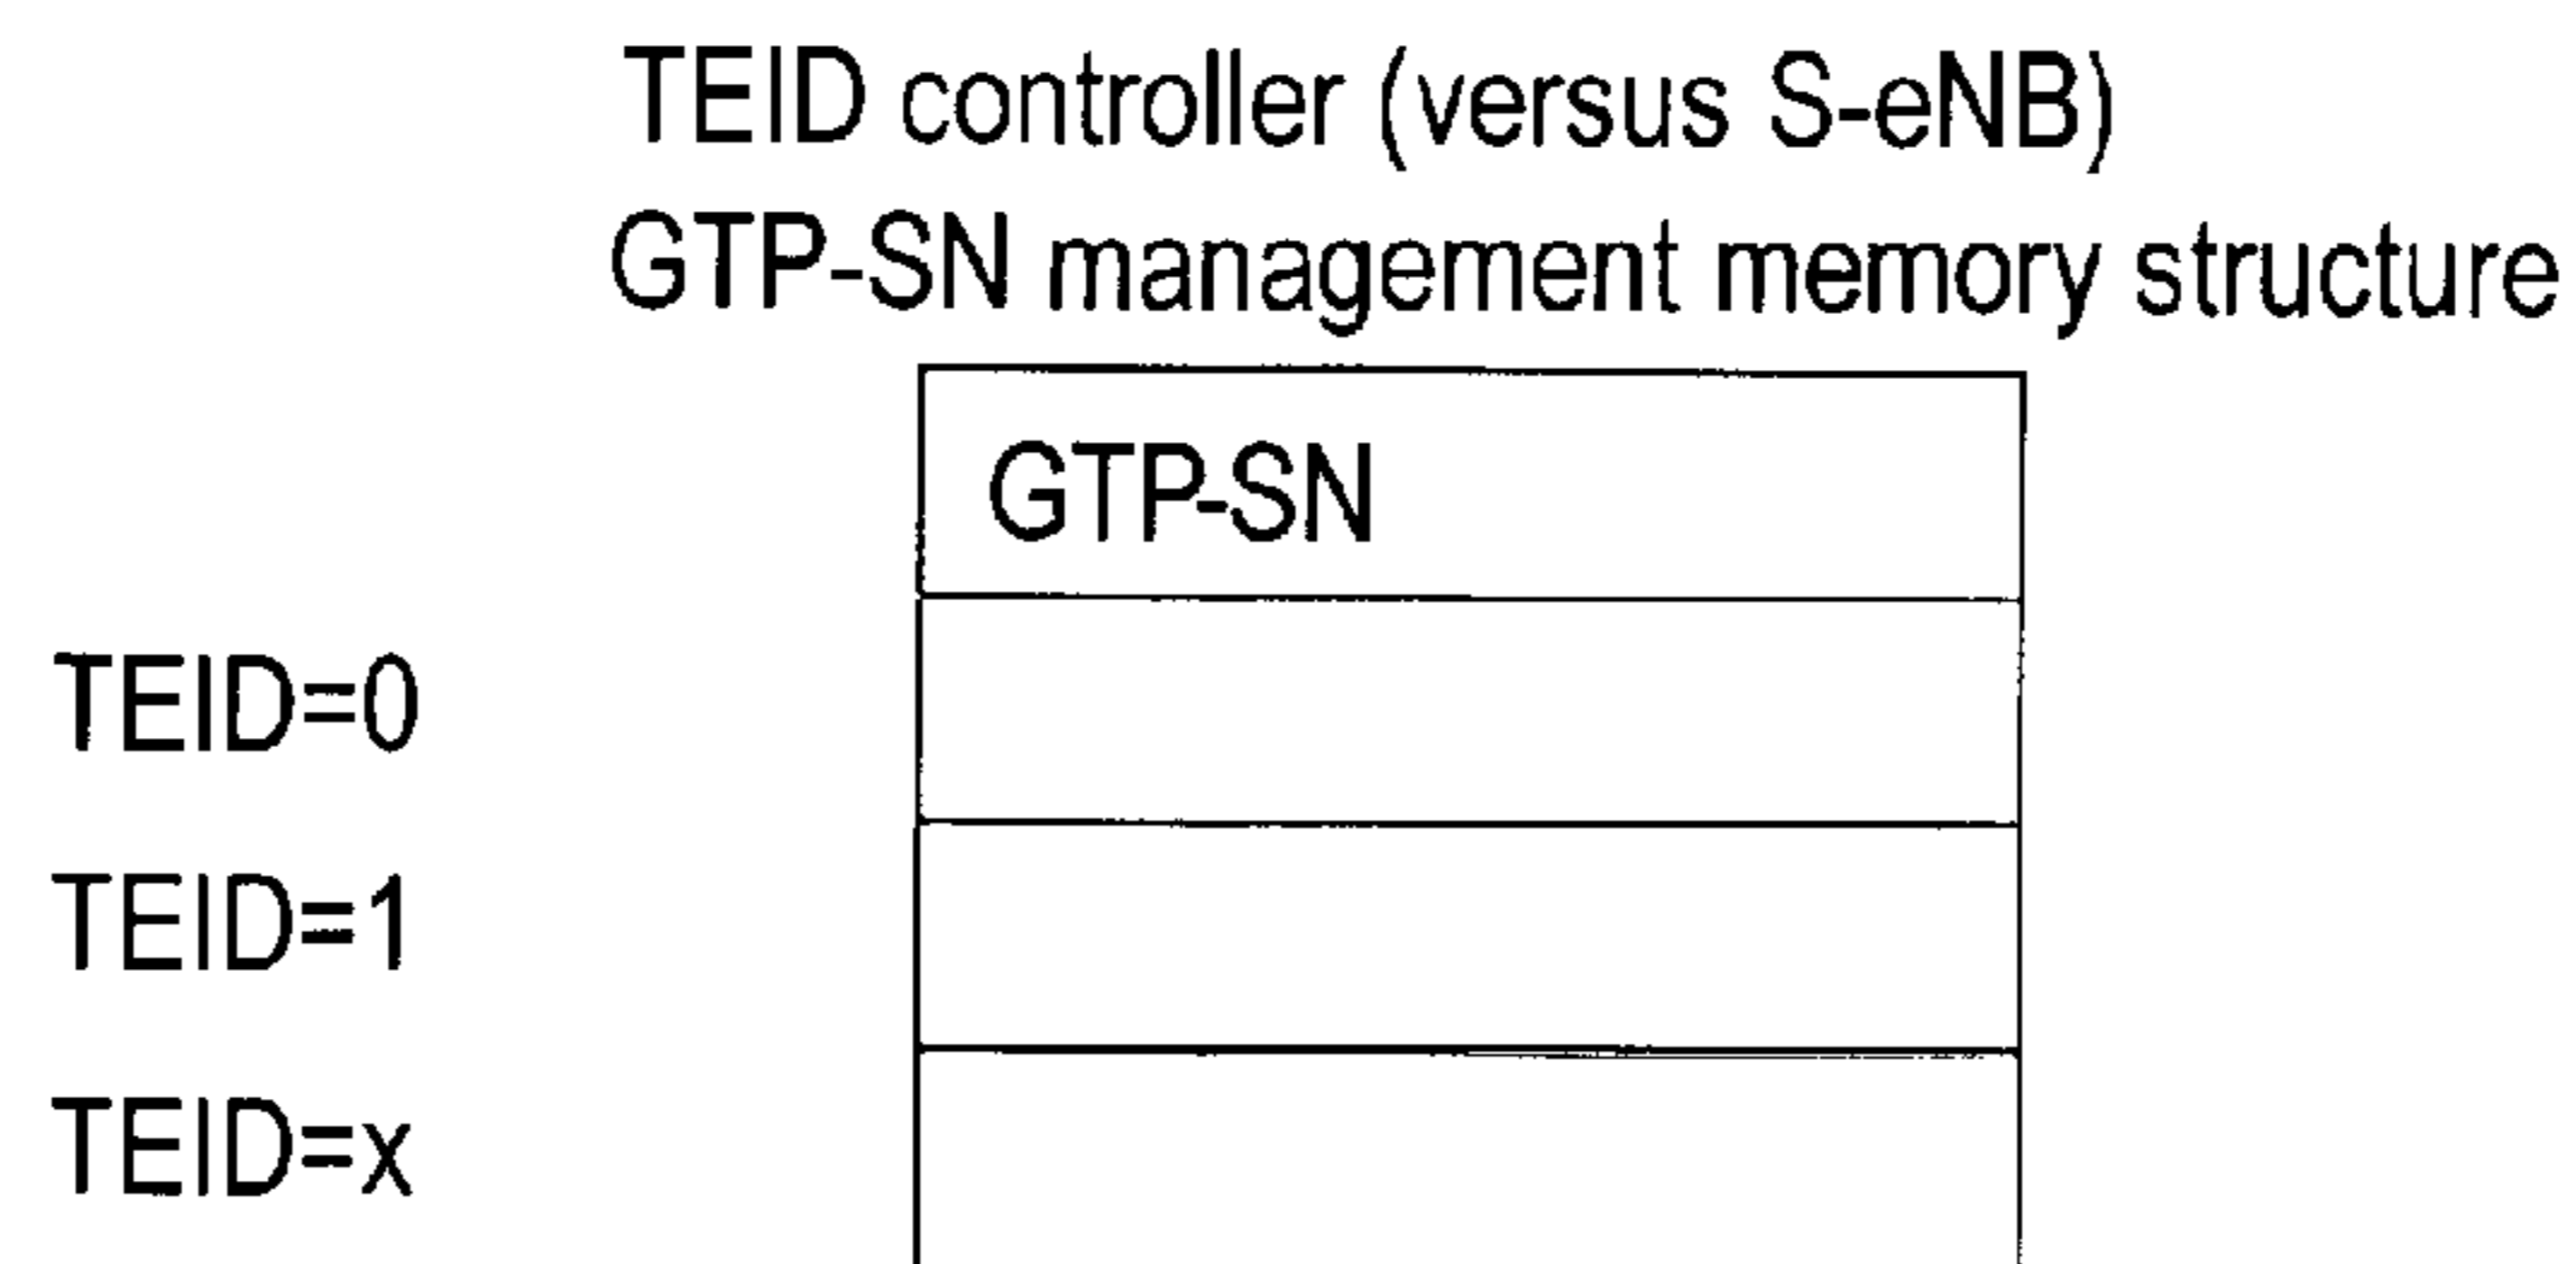 TEID controller (versus S-eNB)
GTP-SN management memory structure
GTP-SN
TEID=0
TEID=1
TEID=x